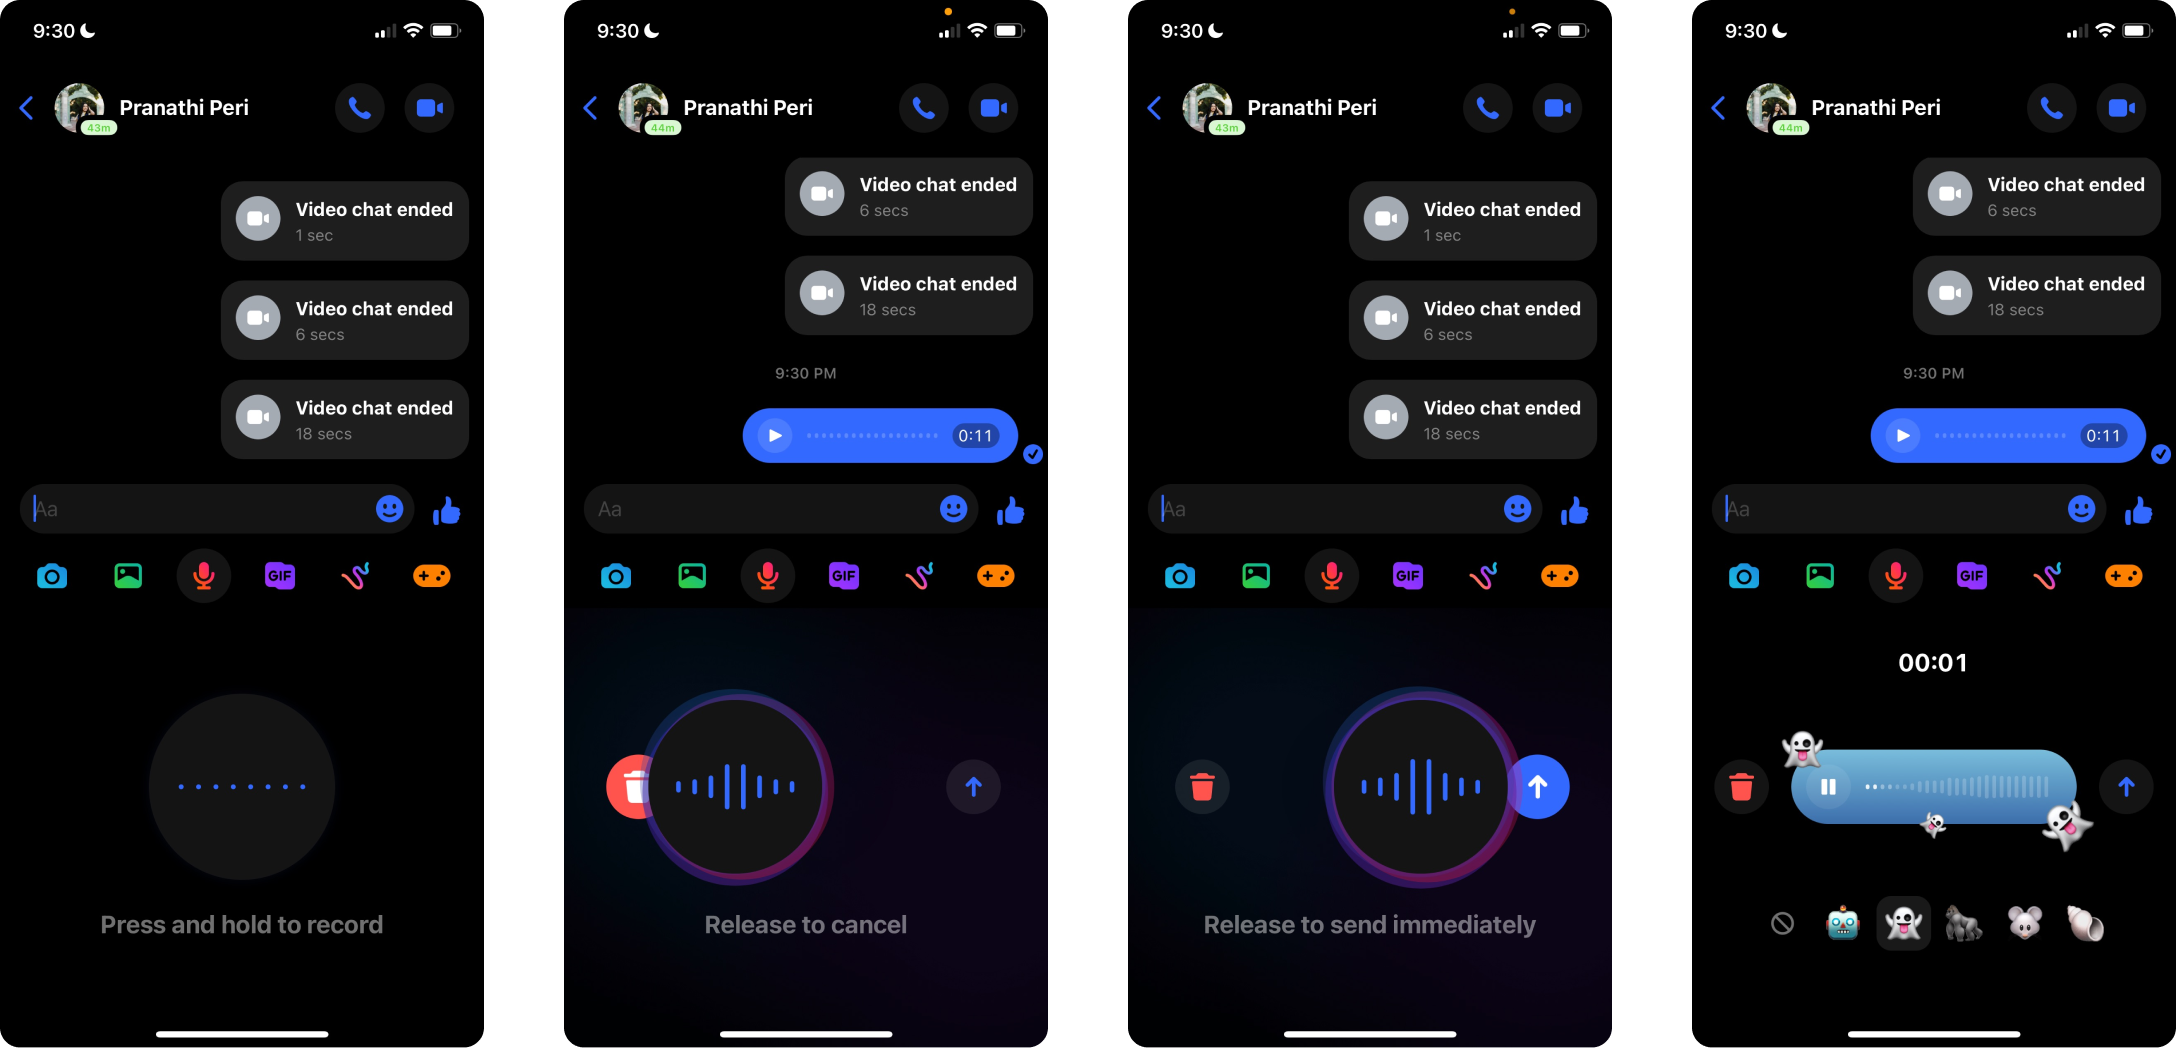 9:30
Pranathi Peri
43m
Video chat ended
1 sec
Video chat ended
6 secs
Video chat ended
18 secs
Aa
GIF
Press and hold to record
9:30
Pranathi Peri
44m
Video chat ended
6 secs
Video chat ended
18 secs
9:30 PM
0:11
Aa
GIF
Release to cancel
9:30
Pranathi Peri
43m
Video chat ended
1 sec
Video chat ended
6 secs
Video chat ended
18 secs
Aa
GIF
Release to send immediately
9:30
Pranathi Peri
44m
Video chat ended
6 secs
Video chat ended
18 secs
9:30 PM
0:11
Aa
GIF
00:01